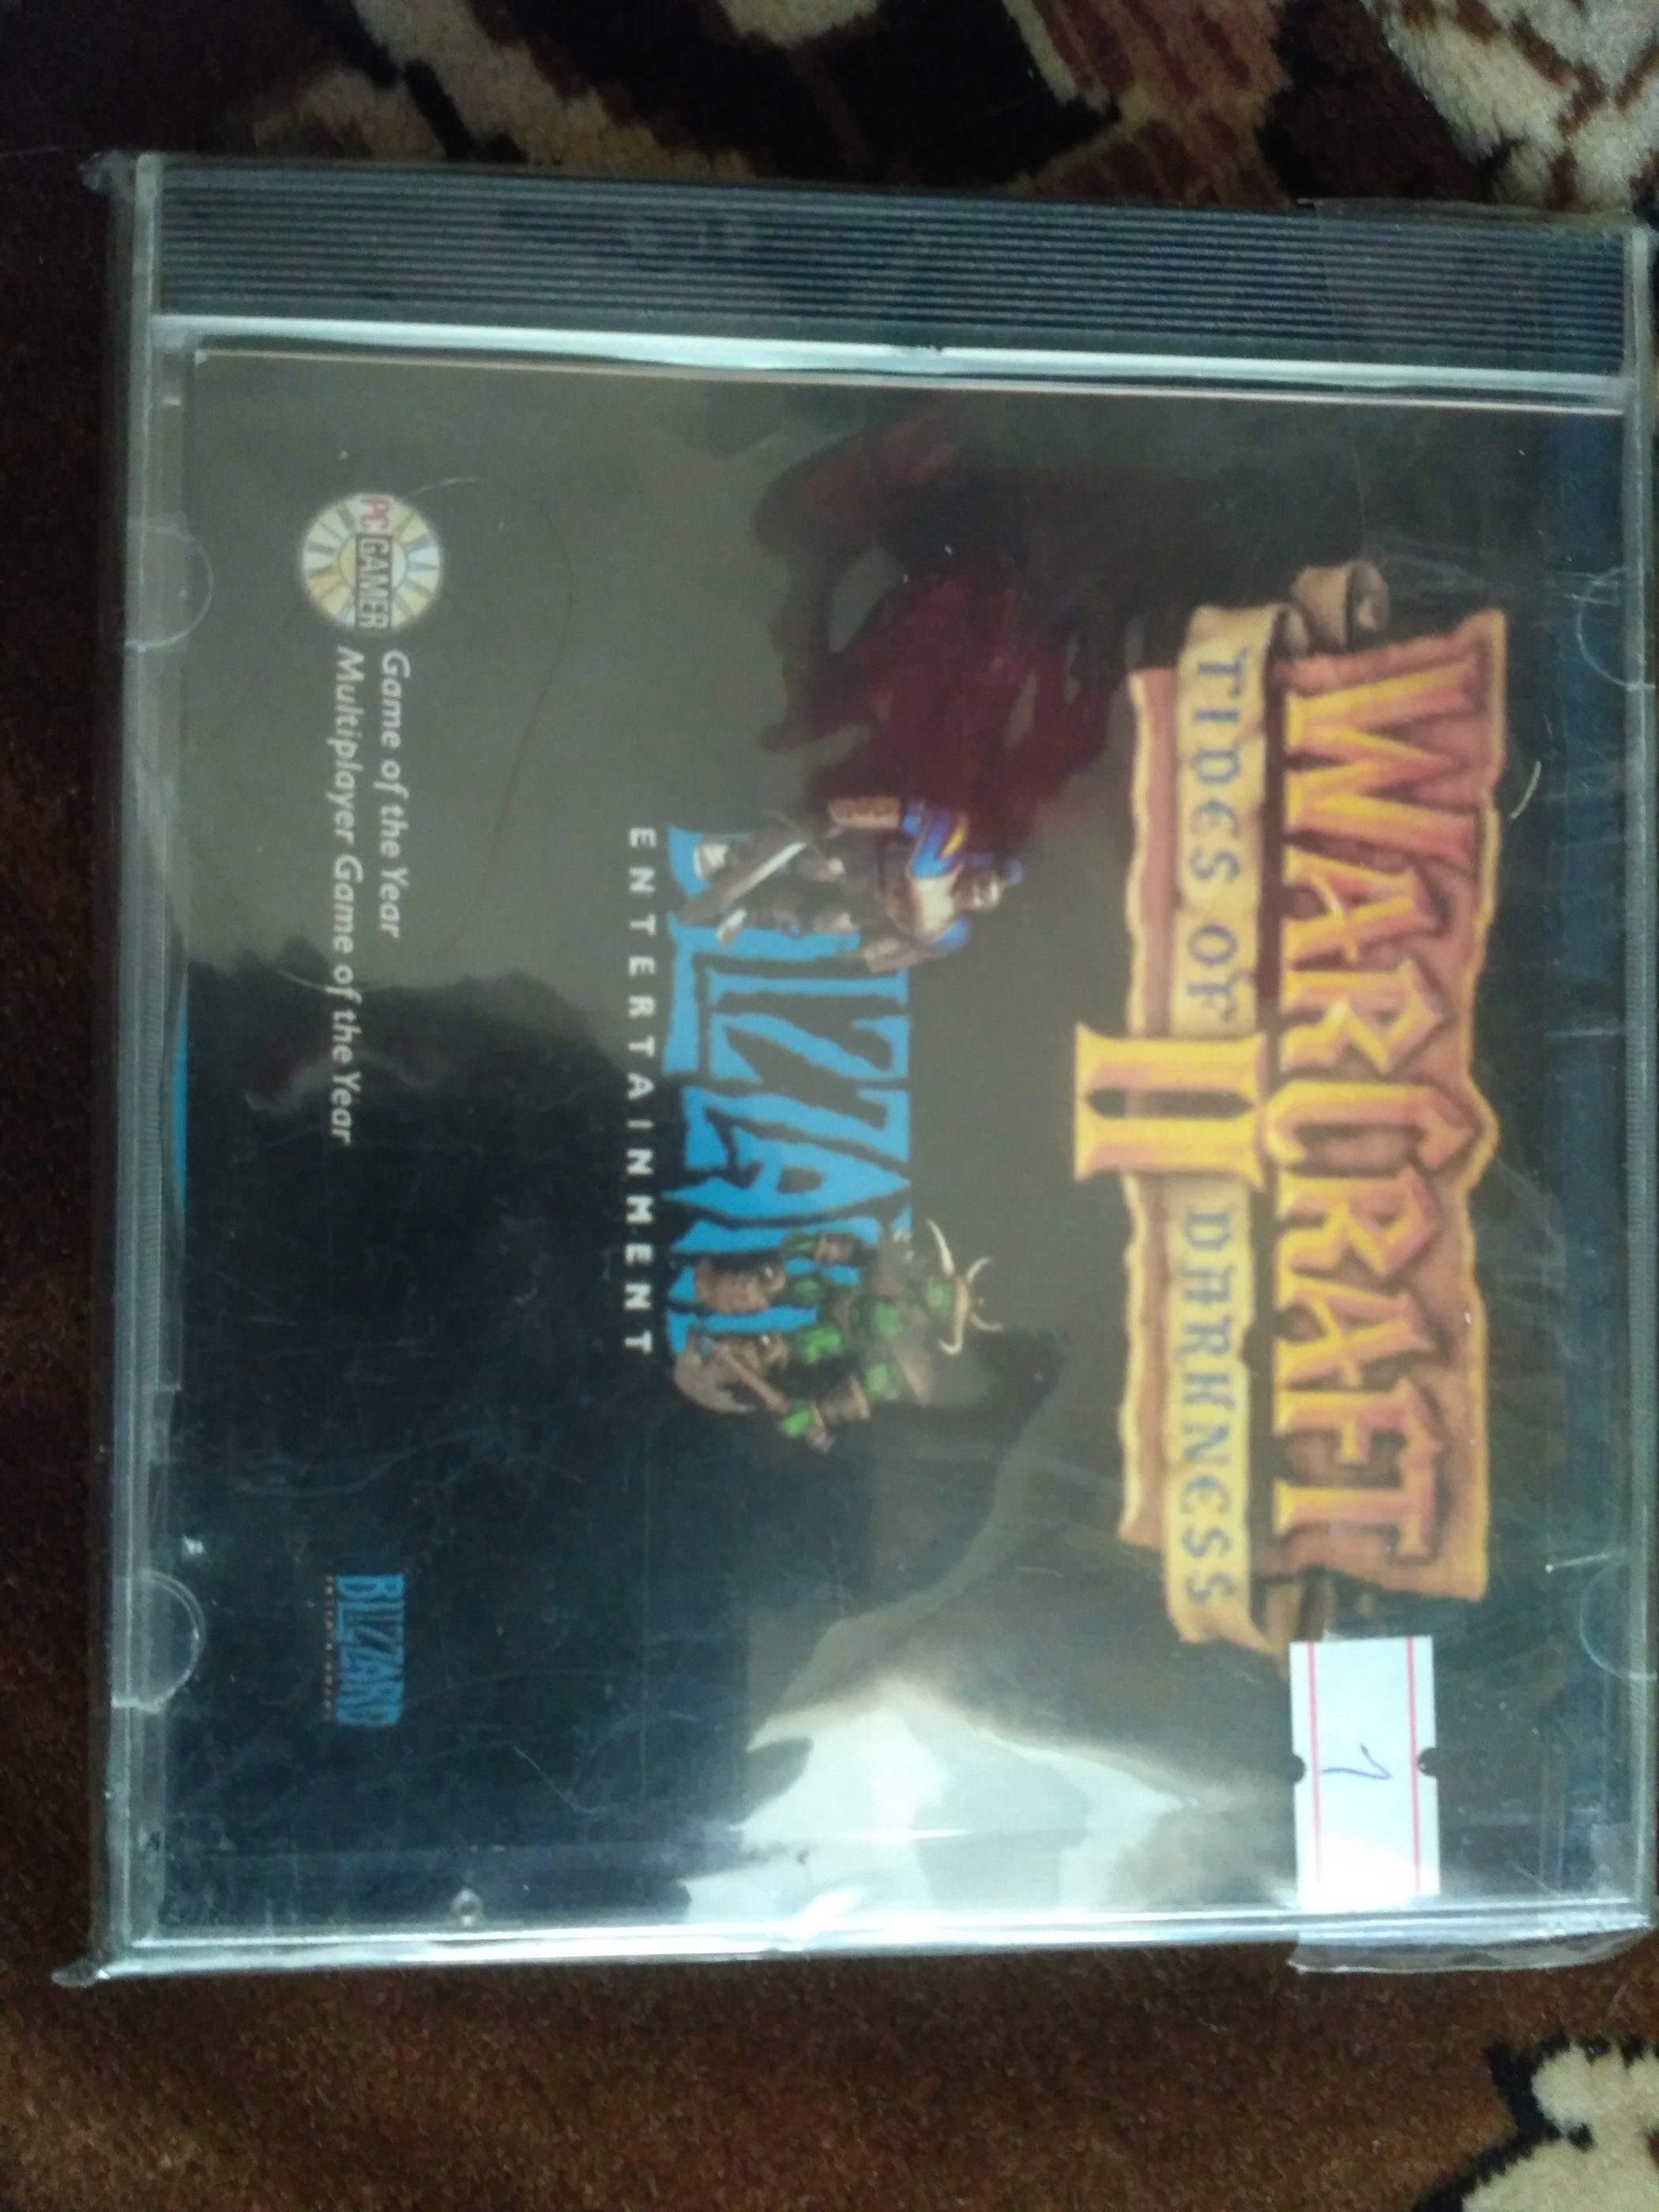 WARCRAFT
TIDES OF II DARKNESS
BLIZZARD
ENTERTAINMENT
PC GAMER
Game of the Year
Multiplayer Game of the Year
BLIZZARD